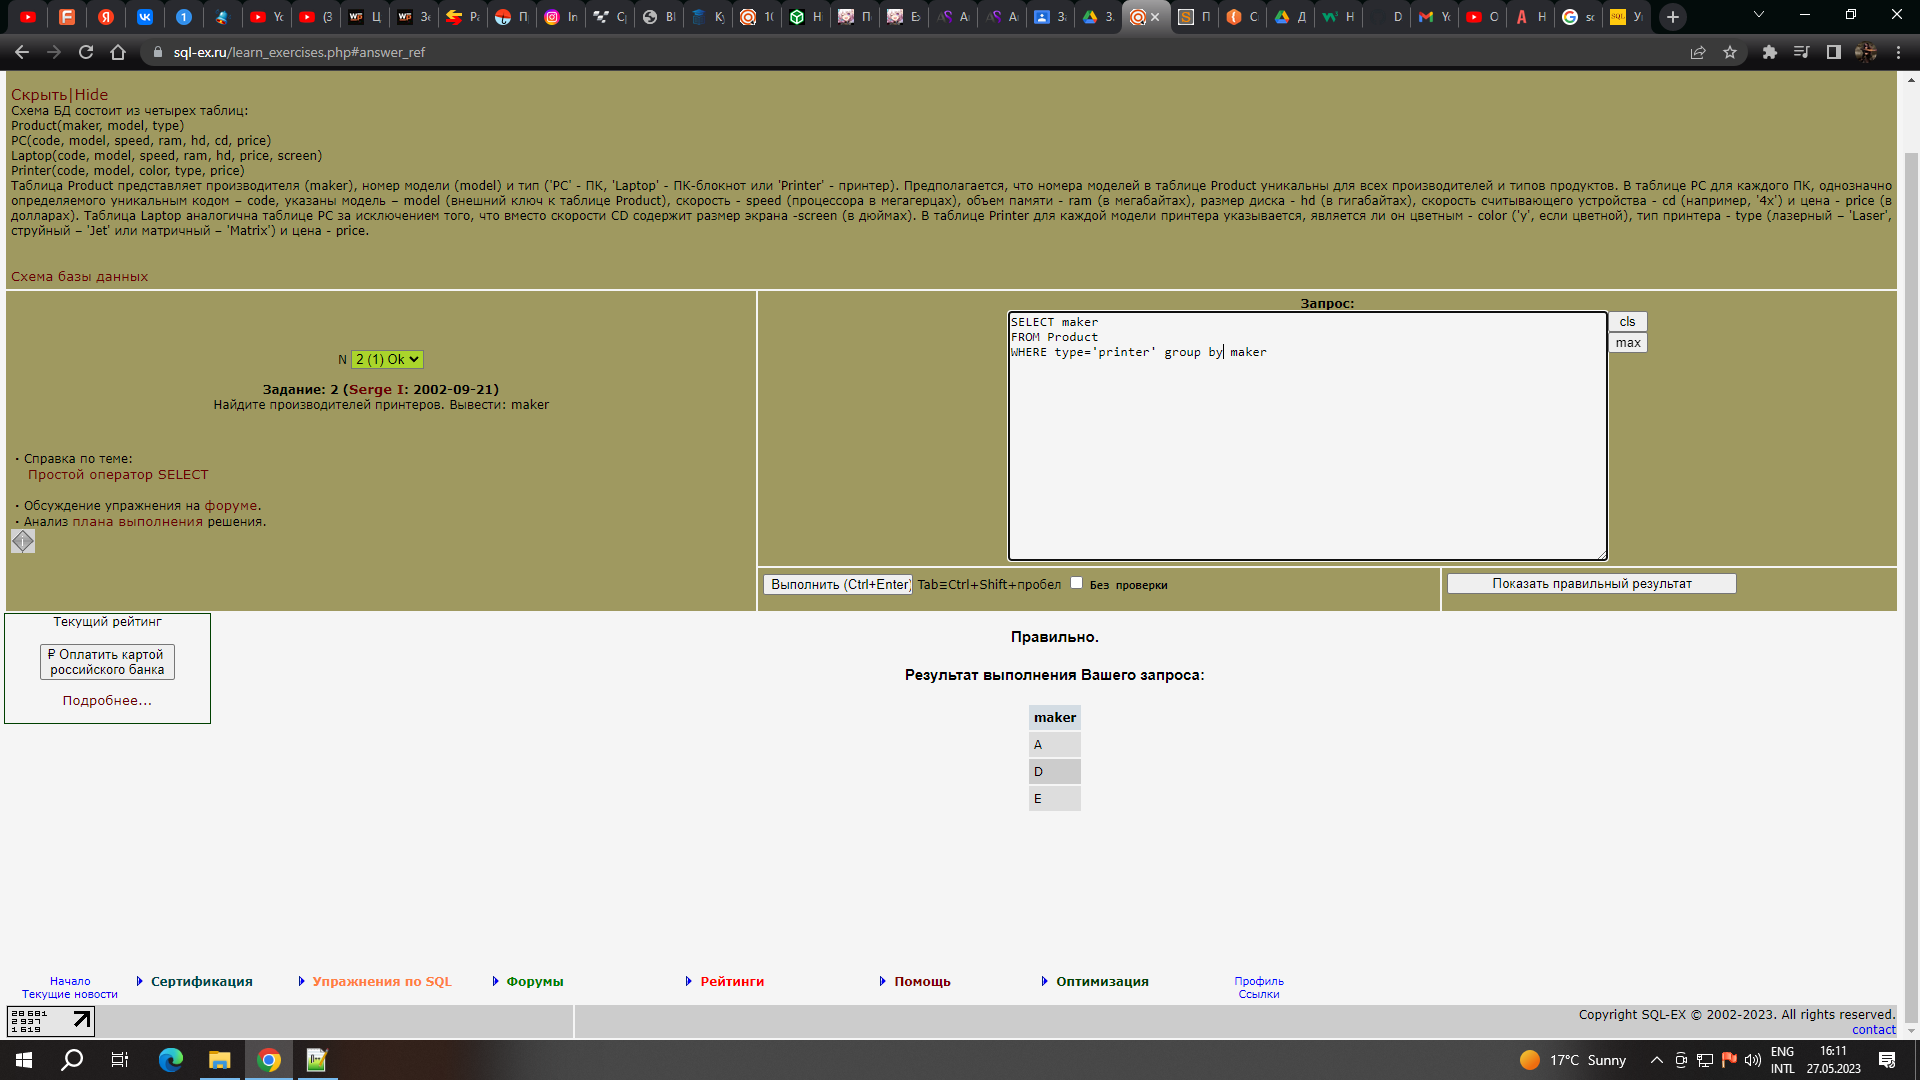 sql-ex.ru/learn_exercises.php#answer_ref
Скрыть|Hide
Схема БД состоит из четырех таблиц:
Product(maker, model, type)
PC(code, model, speed, ram, hd, cd, price)
Laptop(code, model, speed, ram, hd, price, screen)
Printer(code, model, color, type, price)
Таблица Product представляет производителя (maker), номер модели (model) и тип ('PC' - ПК, 'Laptop' - ПК-блокнот или 'Printer' - принтер). Предполагается, что номера моделей в таблице Product уникальны для всех производителей и типов продуктов. В таблице PC для каждого ПК, однозначно
определяемого уникальным кодом – code, указаны модель – model (внешний ключ к таблице Product), скорость - speed (процессора в мегагерцах), объем памяти - ram (в мегабайтах), размер диска - hd (в гигабайтах), скорость считывающего устройства - cd (например, '4x') и цена - price (в
долларах). Таблица Laptop аналогична таблице PC за исключением того, что вместо скорости CD содержит размер экрана -screen (в дюймах). В таблице Printer для каждой модели принтера указывается, является ли он цветным - color ('y', если цветной), тип принтера - type (лазерный – 'Laser',
струйный – 'Jet' или матричный – 'Matrix') и цена - price.
Схема базы данных
N 2 (1) Ok
Задание: 2 (Serge I: 2002-09-21)
Найдите производителей принтеров. Вывести: maker
· Справка по теме:
Простой оператор SELECT
· Обсуждение упражнения на форуме.
· Анализ плана выполнения решения.
Запрос:
SELECT maker
FROM Product
WHERE type='printer' group by maker
cls
max
Выполнить (Ctrl+Enter) Tab≡Ctrl+Shift+пробел Без проверки
Показать правильный результат
Текущий рейтинг
₽ Оплатить картой
российского банка
Подробнее...
Правильно.
Результат выполнения Вашего запроса:
maker
A
D
E
Начало
Текущие новости
Сертификация
Упражнения по SQL
Форумы
Рейтинги
Помощь
Оптимизация
Профиль
Ссылки
28681
2937
1619
Copyright SQL-EX © 2002-2023. All rights reserved.
contact
17°C Sunny
ENG
INTL
16:11
27.05.2023